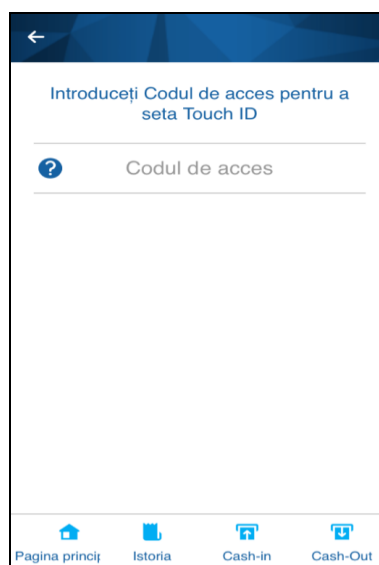 Introduceți Codul de acces pentru a
seta Touch ID
?
Codul de acces
Pagina princip
Istoria
Cash-in
Cash-Out